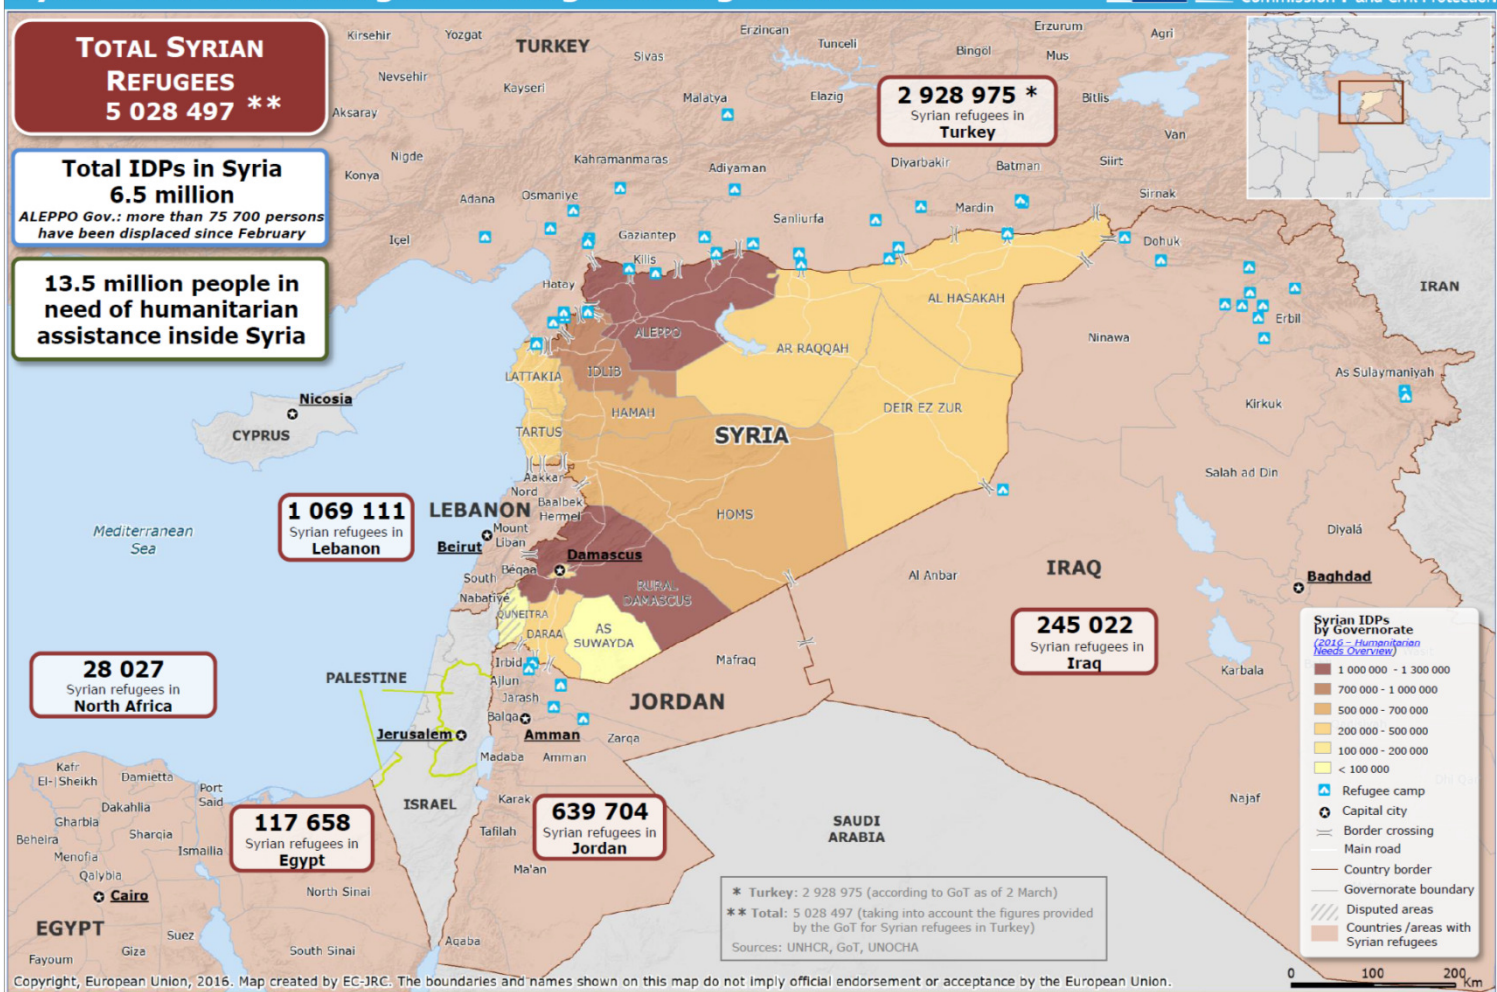 Commission and Civil Protection
TOTAL SYRIAN
REFUGEES
5 028 497 **
Total IDPs in Syria
6.5 million
ALEPPO Gov.: more than 75 700 persons
have been displaced since February
13.5 million people in
need of humanitarian
assistance inside Syria
Kirsehir
Yozgat
TURKEY
Sivas
Erzincan
Tunceli
Bingöl
Erzurum
Mus
Agri
Nevsehir
Kayseri
Aksaray
Malatya
Elazig
2 928 975 *
Syrian refugees in
Turkey
Bitlis
Van
Nigde
Konya
Kahramanmaras
Adiyaman
Diyarbakir
Batman
Siirt
Sirnak
Adana
Osmaniye
Gaziantep
Sanliurfa
Mardin
Içel
Kilis
Dohuk
Hatay
IRAN
ALEPPO
AL HASAKAH
Erbil
Ninawa
AR RAQQAH
LATTAKIA
IDLIB
As Sulaymaniyah
Nicosia
CYPRUS
HAMAH
DEIR EZ ZUR
Kirkuk
TARTUS
SYRIA
Aakkar
Nord
Baalbek
Hermel
Salah ad Din
1 069 111
Syrian refugees in
Lebanon
LEBANON
Mount
Liban
Beirut
HOMS
Mediterranean
Sea
Diyalá
Damascus
Béqaa
South
Nabatiye
RURAL
DAMASCUS
Al Anbar
IRAQ
Baghdad
QUNEITRA
DARAA
AS
SUWAYDA
245 022
Syrian refugees in
Iraq
Irbid
Ajlun
Jarash
Balqa
Mafraq
Karbala
28 027
Syrian refugees in
North Africa
PALESTINE
JORDAN
Jerusalem
Amman
Zarqa
Madaba
Amman
Kafr
El-Sheikh
Damietta
Port
Said
Dakahlia
Gharbia
Beheira
Sharqia
Menofia
Ismailia
Qalybia
Cairo
North Sinai
EGYPT
Suez
Giza
Fayoum
South Sinai
117 658
Syrian refugees in
Egypt
ISRAEL
Karak
Tafilah
Ma'an
Aqaba
639 704
Syrian refugees in
Jordan
SAUDI
ARABIA
Najaf
Syrian IDPs
by Governorate
(2016 – Humanitarian
Needs Overview)
1 000 000 - 1 300 000
700 000 - 1 000 000
500 000 - 700 000
200 000 - 500 000
100 000 - 200 000
< 100 000
Refugee camp
Capital city
Border crossing
Main road
Country border
Governorate boundary
Disputed areas
Countries /areas with
Syrian refugees
* Turkey: 2 928 975 (according to GoT as of 2 March)
** Total: 5 028 497 (taking into account the figures provided
by the GoT for Syrian refugees in Turkey)
Sources: UNHCR, GoT, UNOCHA
0 100 200
Km
Copyright, European Union, 2016. Map created by EC-JRC. The boundaries and names shown on this map do not imply official endorsement or acceptance by the European Union.